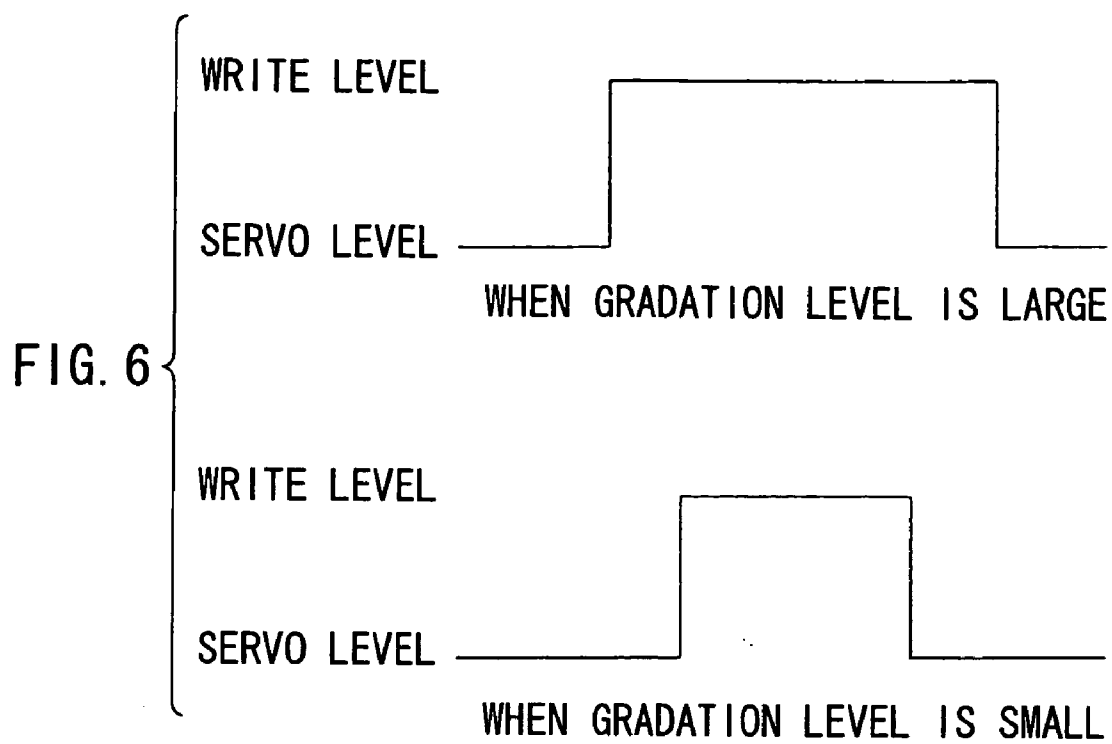 WRITE LEVEL
SERVO LEVEL
WHEN GRADATION LEVEL IS LARGE
FIG. 6
WRITE LEVEL
SERVO LEVEL
WHEN GRADATION LEVEL IS SMALL